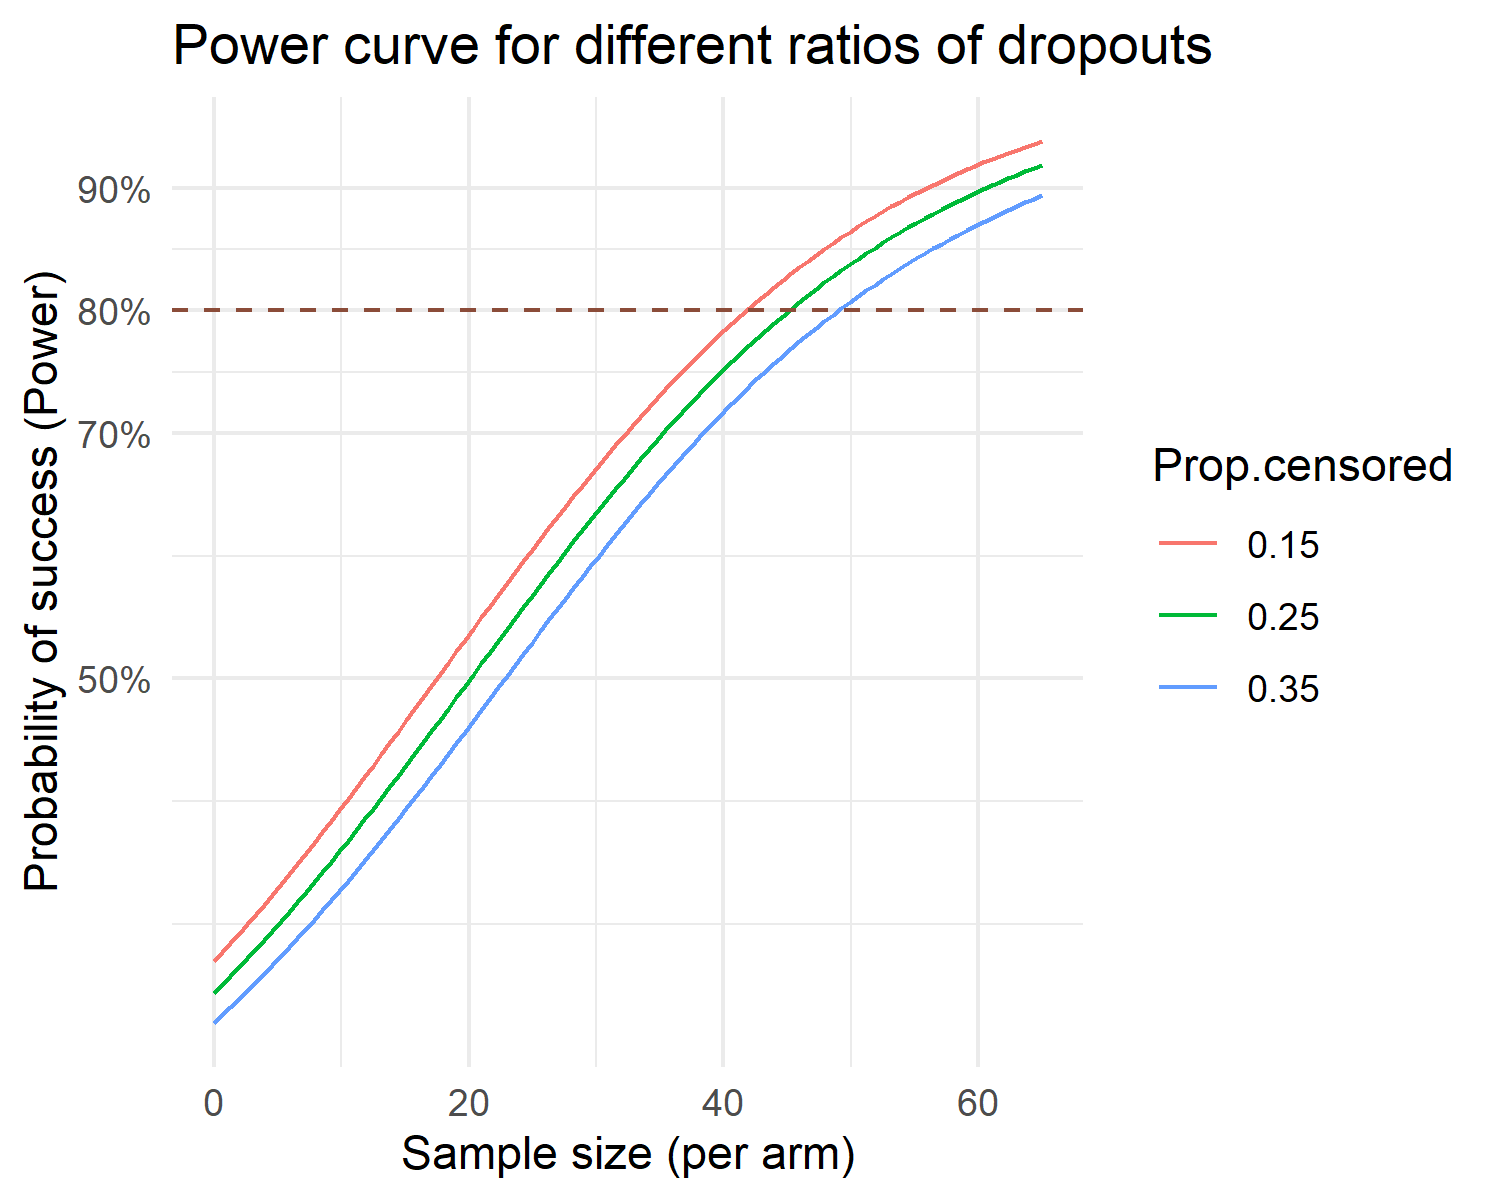 Power curve for different ratios of dropouts
Probability of success (Power)
90%
80%
70%
50%
0
20
40
60
Sample size (per arm)
Prop.censored
0.15
0.25
0.35